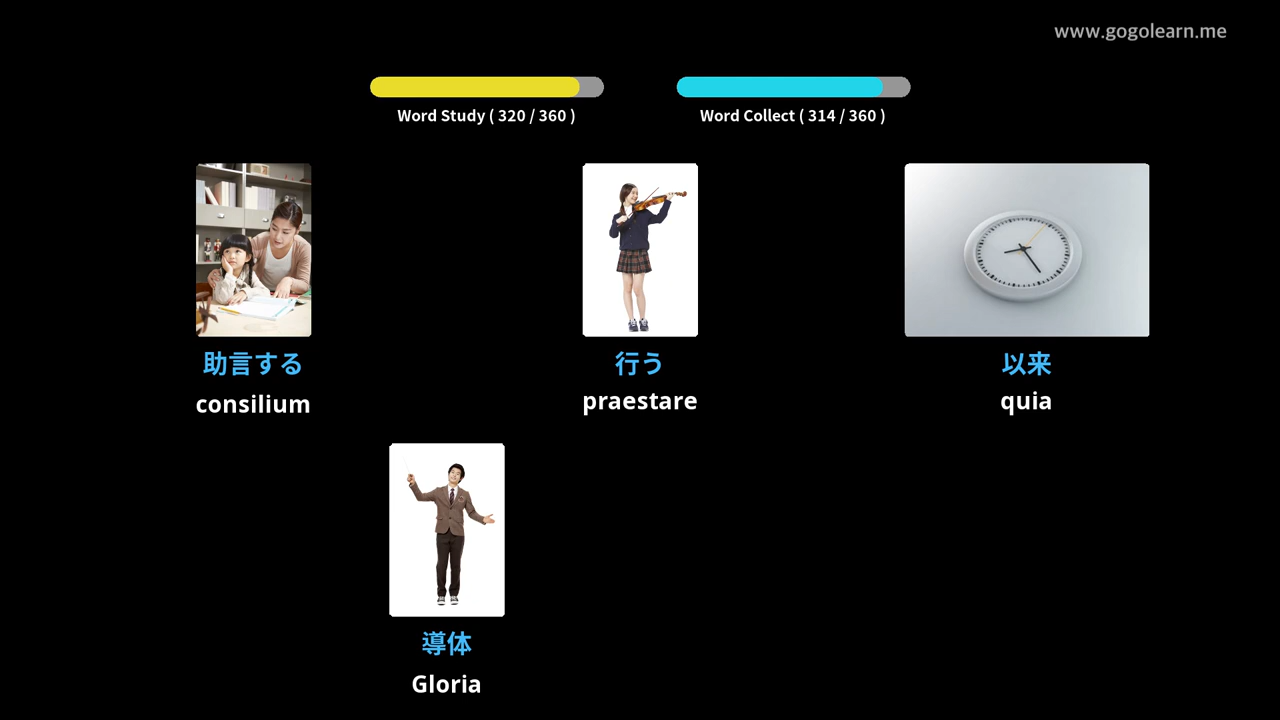 www.gogolearn.me
Word Study ( 320 / 360 )
Word Collect ( 314 / 360 )
助言する
consilium
行う
praestare
以来
quia
導体
Gloria